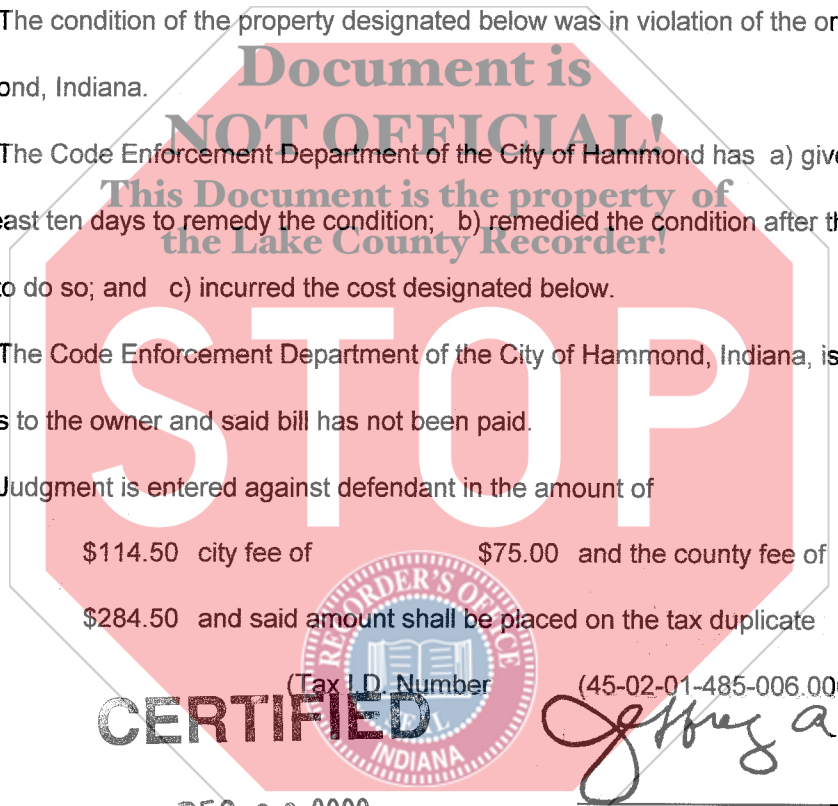 The condition of the property designated below was in violation of the or
Document is
ond, Indiana.
NOT OFFICIAL!
The Code Enforcement Department of the City of Hammond has a) give
This Document is the property of
east ten days to remedy the condition; b) remedied the condition after th
the Lake County Recorder!
to do so; and c) incurred the cost designated below.
STOP
The Code Enforcement Department of the City of Hammond, Indiana, is
s to the owner and said bill has not been paid.
Judgment is entered against defendant in the amount of
$114.50 city fee of $75.00 and the county fee of
$284.50 and said amount shall be placed on the tax duplicate
RECORDER'S OFFICE
(Tax I.D. Number (45-02-01-485-006.00
CERTIFIED
SEAL
INDIANA
Jeffrey a